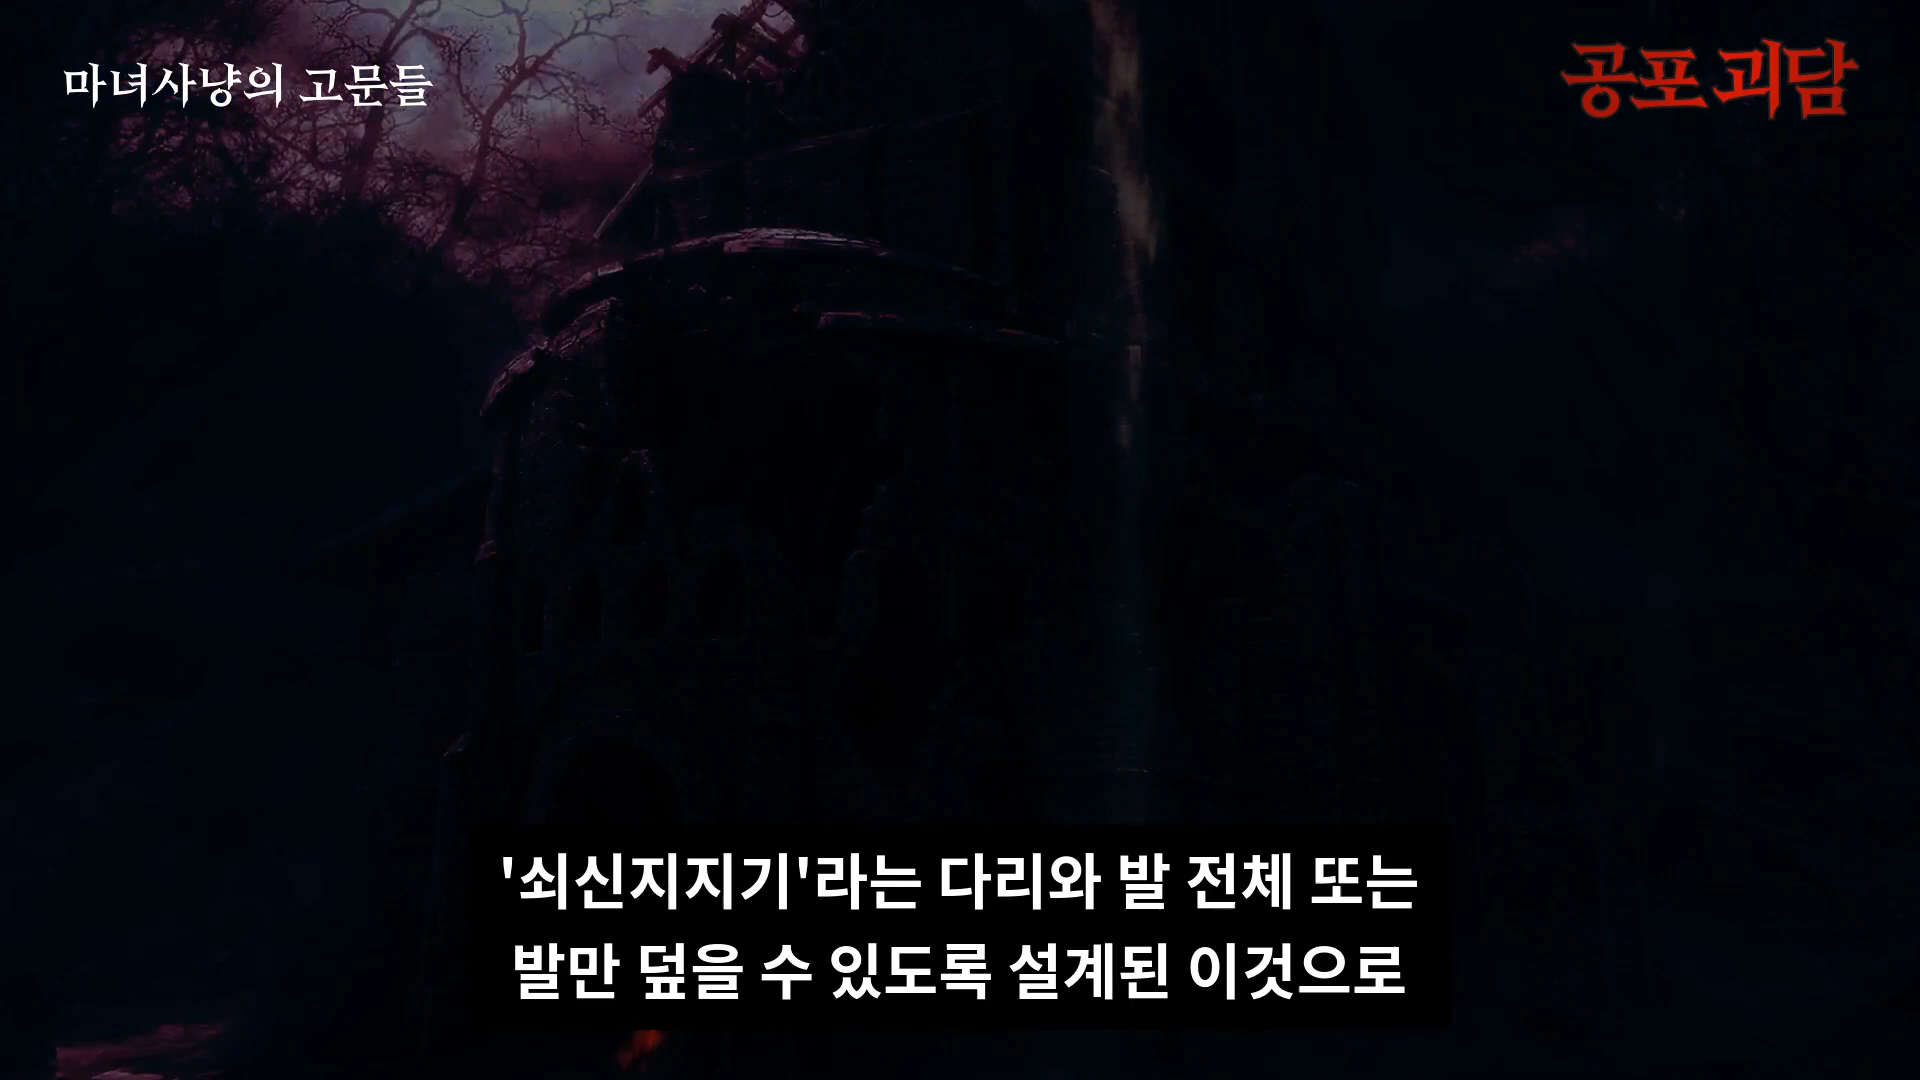 마녀사냥의 고문들
공포 괴담
'쇠신지지기'라는 다리와 발 전체 또는
발만 덮을 수 있도록 설계된 이것으로